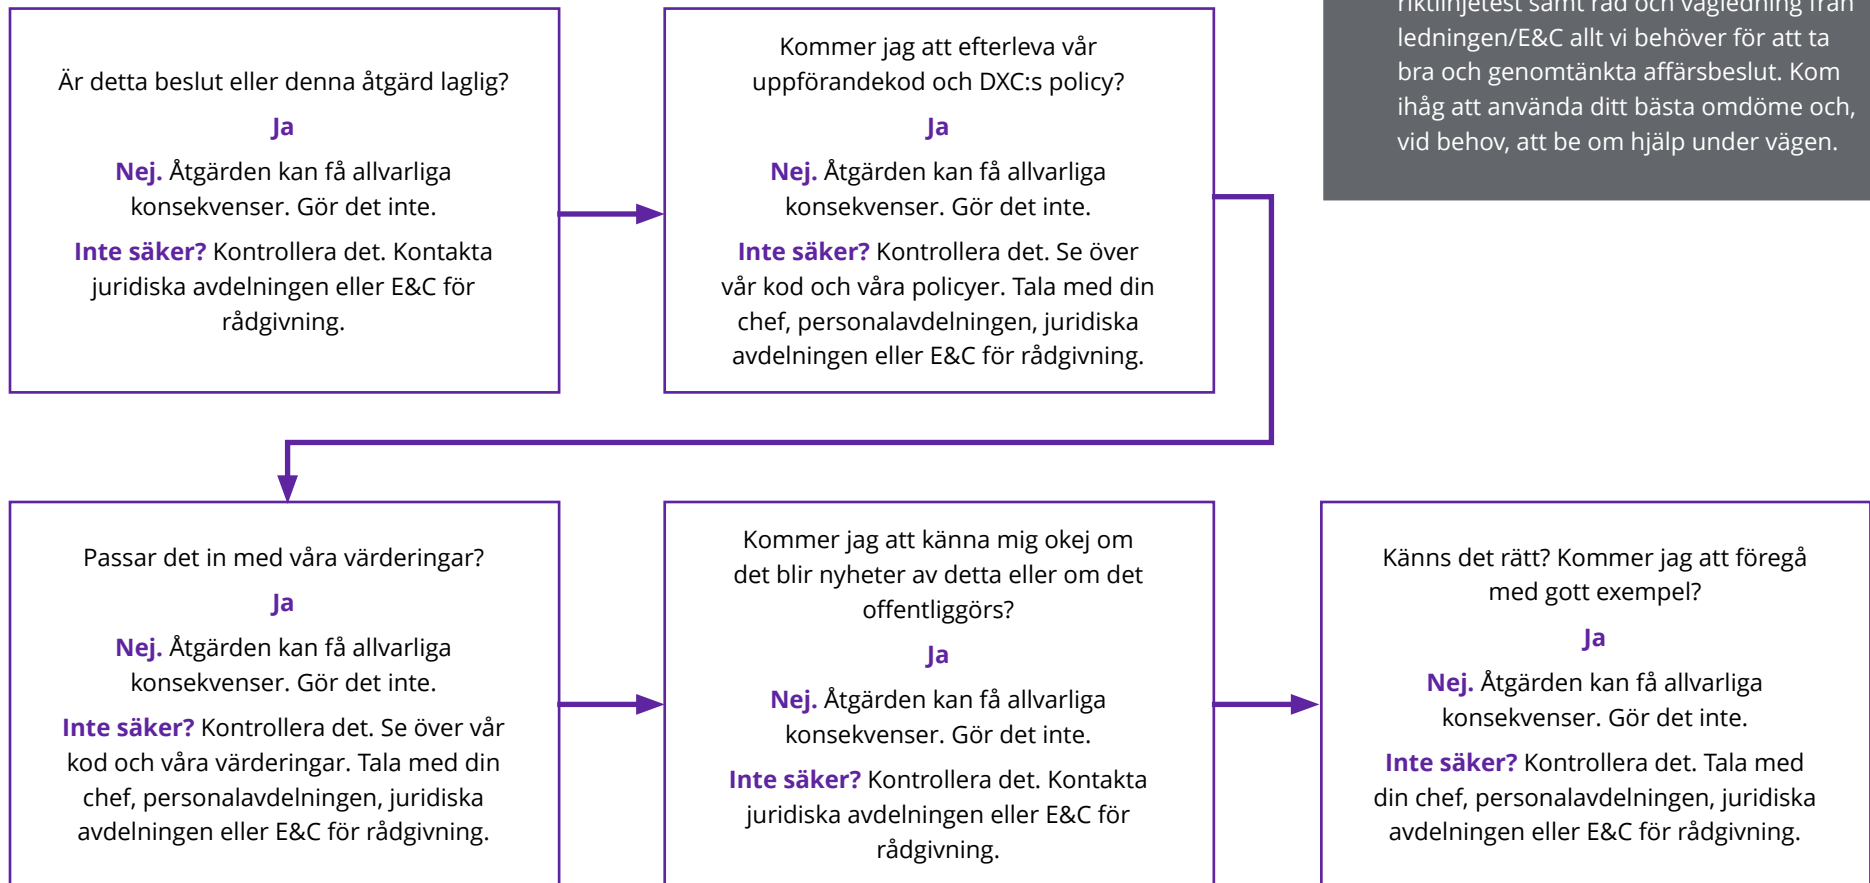 Är detta beslut eller denna åtgärd laglig?
Ja
Nej. Åtgärden kan få allvarliga
konsekvenser. Gör det inte.
Inte säker? Kontrollera det. Kontakta
juridiska avdelningen eller E&C för
rådgivning.
Kommer jag att efterleva vår
uppförandekod och DXC:s policy?
Ja
Nej. Åtgärden kan få allvarliga
konsekvenser. Gör det inte.
Inte säker? Kontrollera det. Se över
vår kod och våra policyer. Tala med din
chef, personalavdelningen, juridiska
avdelningen eller E&C för rådgivning.
riktlinjetest samt råd och vägledning från
ledningen/E&C allt vi behöver för att ta
bra och genomtänkta affärsbeslut. Kom
ihåg att använda ditt bästa omdöme och,
vid behov, att be om hjälp under vägen.
Passar det in med våra värderingar?
Ja
Nej. Åtgärden kan få allvarliga
konsekvenser. Gör det inte.
Inte säker? Kontrollera det. Se över vår
kod och våra värderingar. Tala med din
chef, personalavdelningen, juridiska
avdelningen eller E&C för rådgivning.
Kommer jag att känna mig okej om
det blir nyheter av detta eller om det
offentliggörs?
Ja
Nej. Åtgärden kan få allvarliga
konsekvenser. Gör det inte.
Inte säker? Kontrollera det. Kontakta
juridiska avdelningen eller E&C för
rådgivning.
Känns det rätt? Kommer jag att föregå
med gott exempel?
Ja
Nej. Åtgärden kan få allvarliga
konsekvenser. Gör det inte.
Inte säker? Kontrollera det. Tala med
din chef, personalavdelningen, juridiska
avdelningen eller E&C för rådgivning.